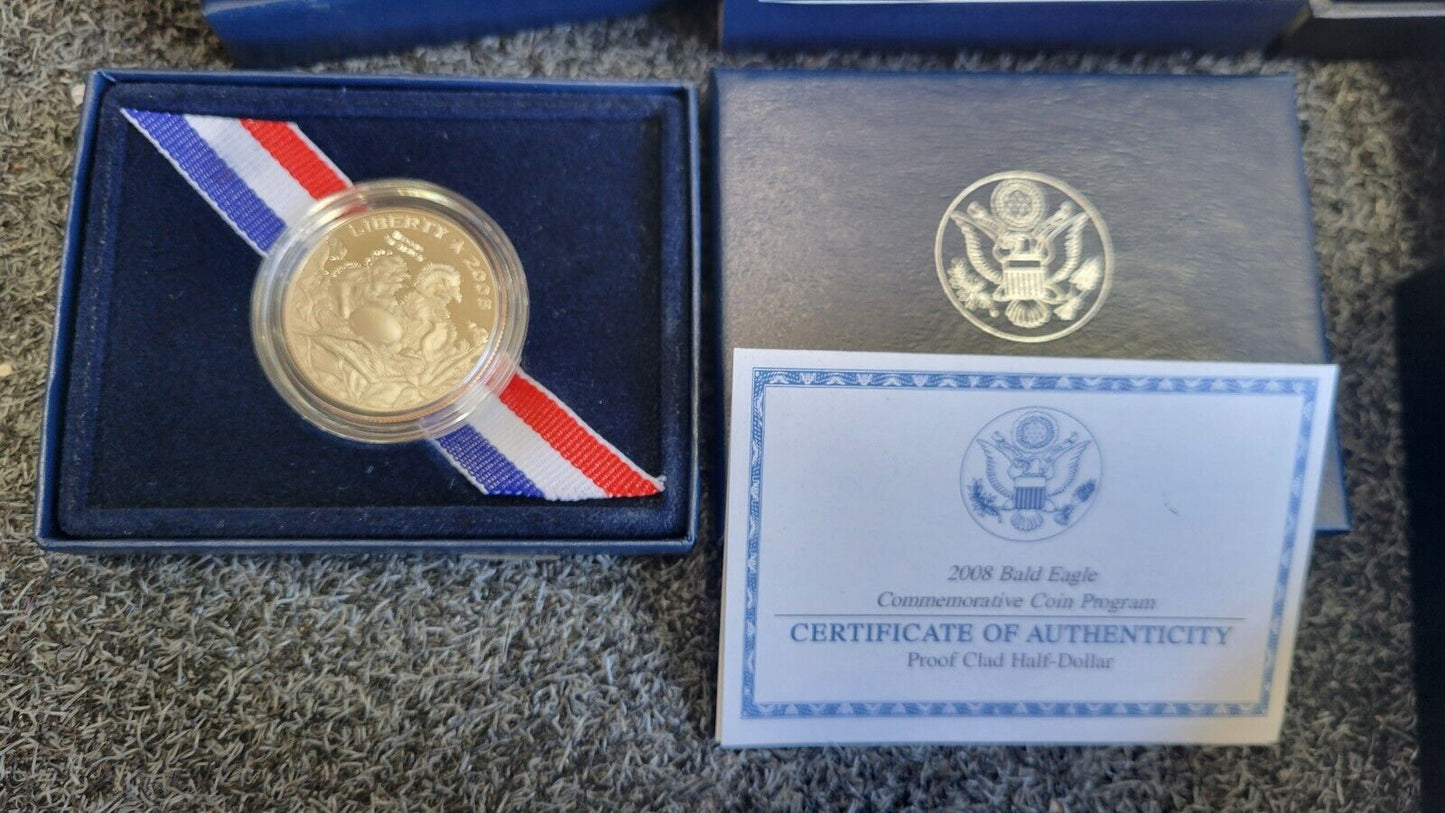 LIBERTY 2008
2008 Bald Eagle
Commemorative Coin Program
CERTIFICATE OF AUTHENTICITY
Proof Clad Half-Dollar